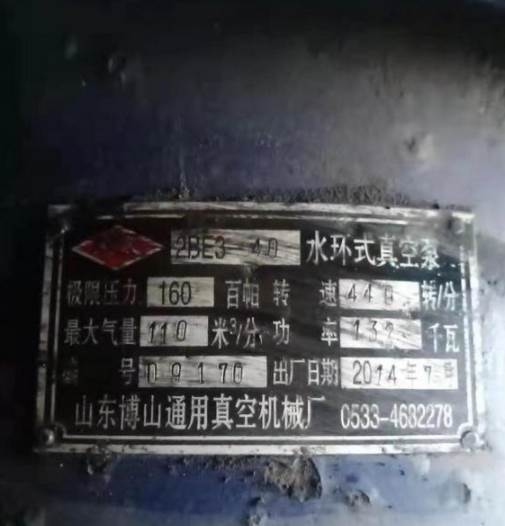 2BE3 40 水环式真空泵
极限压力 160 百帕 转速 440 转/分
最大气量 110 米³/分 功率 132 千瓦
编号 09170 出厂日期 2014年7月
山东博山通用真空机械厂 0533-4682278